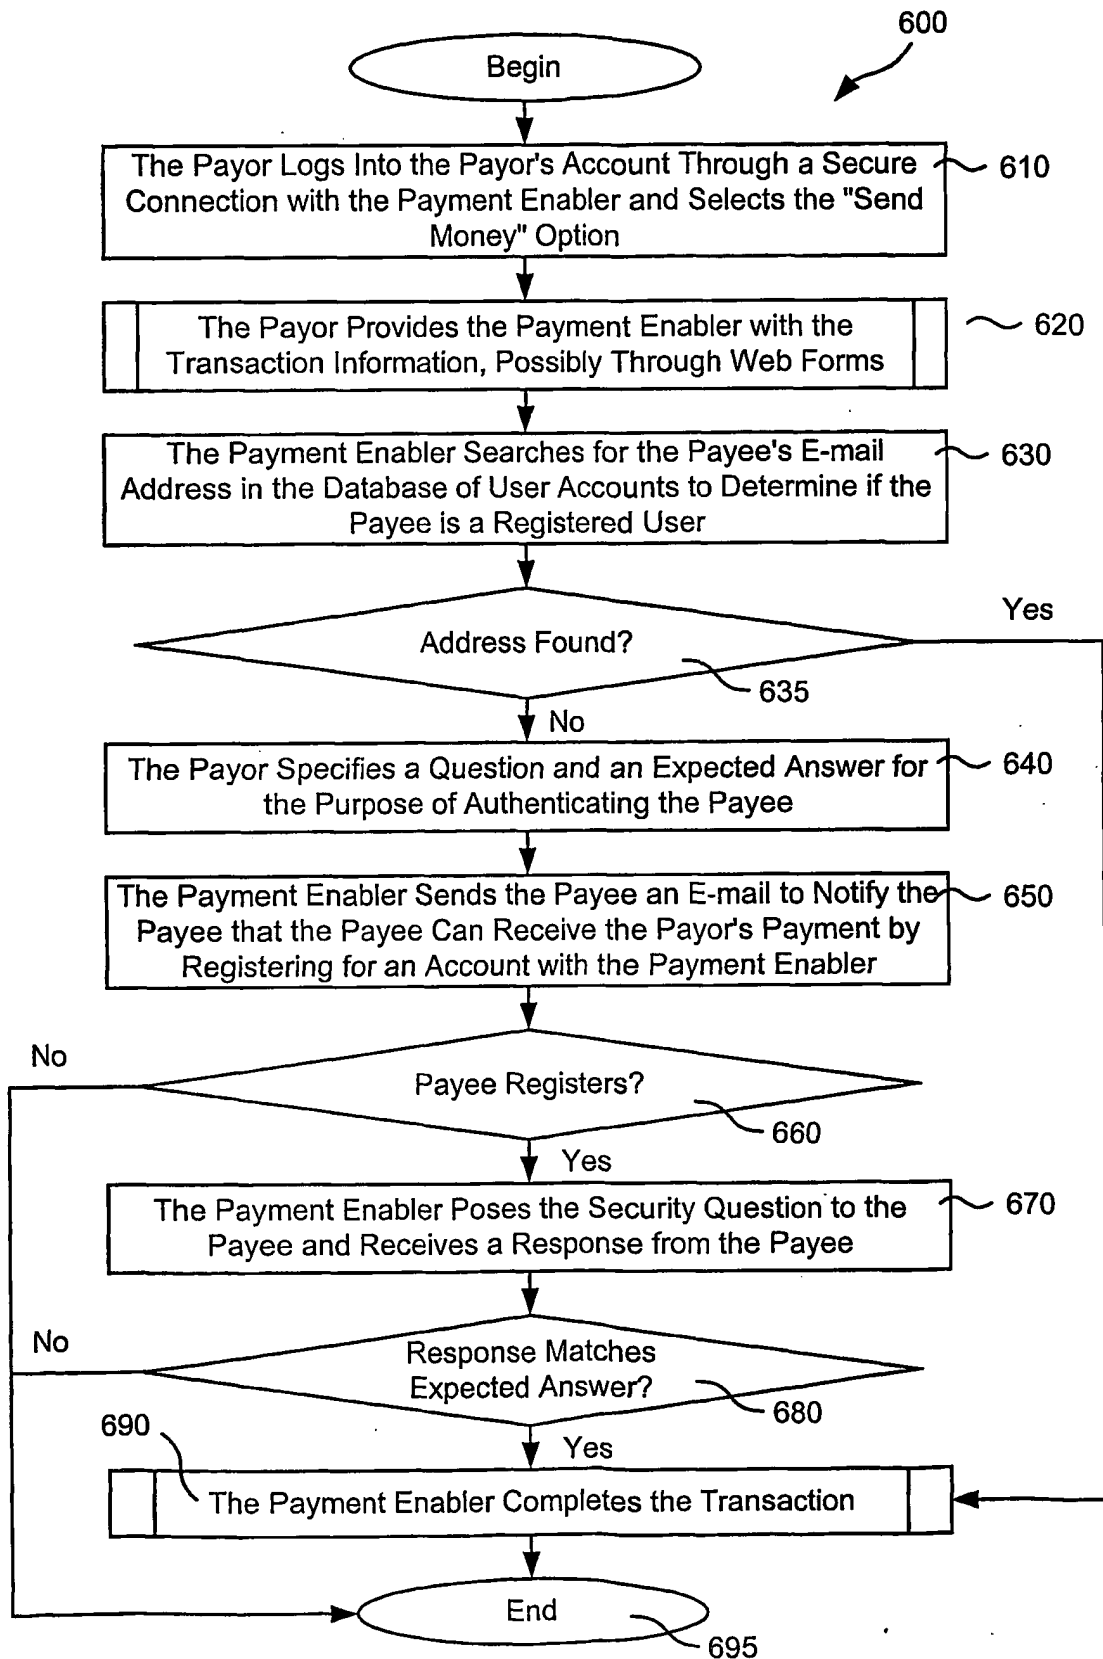 600
Begin
The Payor Logs Into the Payor's Account Through a Secure
Connection with the Payment Enabler and Selects the "Send
Money" Option
610
The Payor Provides the Payment Enabler with the
Transaction Information, Possibly Through Web Forms
620
The Payment Enabler Searches for the Payee's E-mail
Address in the Database of User Accounts to Determine if the
Payee is a Registered User
630
Yes
Address Found?
635
No
The Payor Specifies a Question and an Expected Answer for
the Purpose of Authenticating the Payee
640
The Payment Enabler Sends the Payee an E-mail to Notify the
Payee that the Payee Can Receive the Payor's Payment by
Registering for an Account with the Payment Enabler
650
No
Payee Registers?
660
Yes
The Payment Enabler Poses the Security Question to the
Payee and Receives a Response from the Payee
670
No
Response Matches
Expected Answer?
680
690
Yes
The Payment Enabler Completes the Transaction
End
695